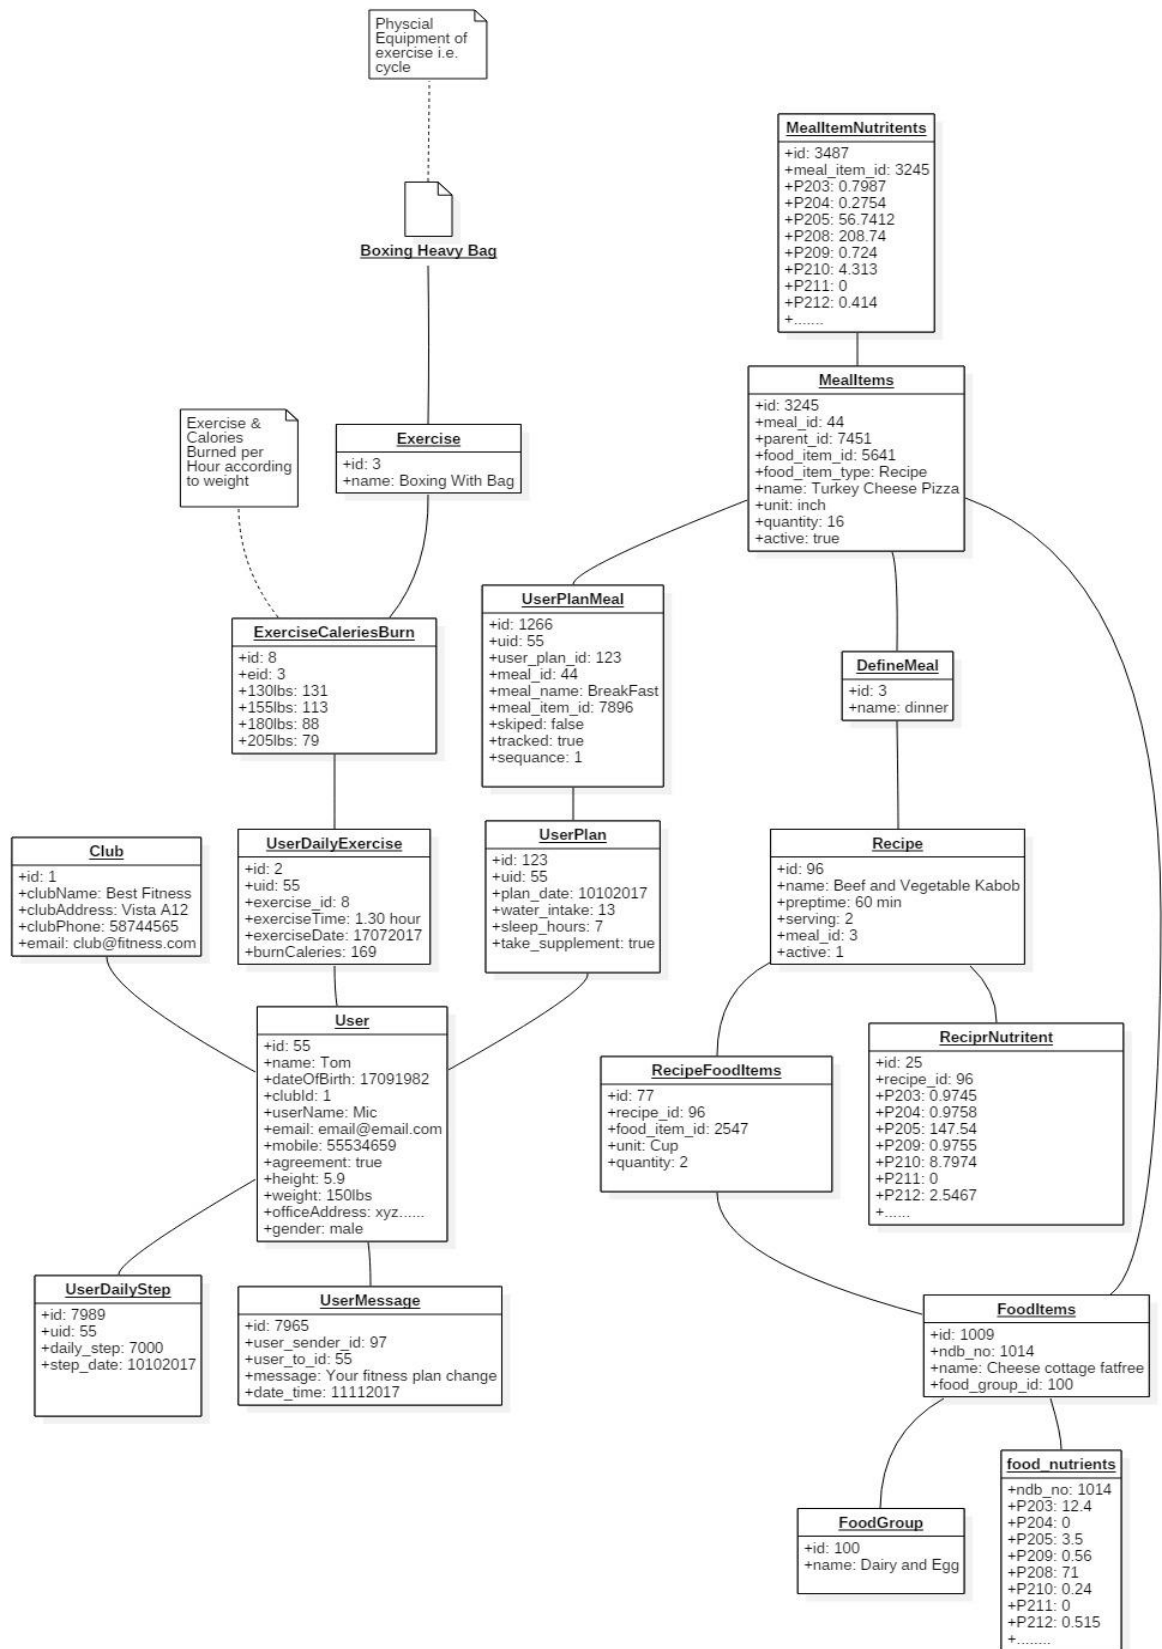 Physcial
Equipment of
exercise i.e.
cycle
Boxing Heavy Bag
MealItemNutritents
+id: 3487
+meal_item_id: 3245
+P203: 0.7987
+P204: 0.2754
+P205: 56.7412
+P208: 208.74
+P209: 0.724
+P210: 4.313
+P211: 0
+P212: 0.414
+.......
MealItems
+id: 3245
+meal_id: 44
+parent_id: 7451
+food_item_id: 5641
+food_item_type: Recipe
+name: Turkey Cheese Pizza
+unit: inch
+quantity: 16
+active: true
Exercise &
Calories
Burned per
Hour according
to weight
Exercise
+id: 3
+name: Boxing With Bag
ExerciseCaleriesBurn
+id: 8
+eid: 3
+130lbs: 131
+155lbs: 113
+180lbs: 88
+205lbs: 79
UserPlanMeal
+id: 1266
+uid: 55
+user_plan_id: 123
+meal_id: 44
+meal_name: BreakFast
+meal_item_id: 7896
+skiped: false
+tracked: true
+sequance: 1
DefineMeal
+id: 3
+name: dinner
Club
+id: 1
+clubName: Best Fitness
+clubAddress: Vista A12
+clubPhone: 58744565
+email: club@fitness.com
UserDailyExercise
+id: 2
+uid: 55
+exercise_id: 8
+exerciseTime: 1.30 hour
+exerciseDate: 17072017
+burnCaleries: 169
UserPlan
+id: 123
+uid: 55
+plan_date: 10102017
+water_intake: 13
+sleep_hours: 7
+take_supplement: true
Recipe
+id: 96
+name: Beef and Vegetable Kabob
+preptime: 60 min
+serving: 2
+meal_id: 3
+active: 1
User
+id: 55
+name: Tom
+dateOfBirth: 17091982
+clubId: 1
+userName: Mic
+email: email@email.com
+mobile: 55534659
+agreement: true
+height: 5.9
+weight: 150lbs
+officeAddress: xyz......
+gender: male
RecipeFoodItems
+id: 77
+recipe_id: 96
+food_item_id: 2547
+unit: Cup
+quantity: 2
ReciprNutritent
+id: 25
+recipe_id: 96
+P203: 0.9745
+P204: 0.9758
+P205: 147.54
+P209: 0.9755
+P210: 8.7974
+P211: 0
+P212: 2.5467
+......
UserDailyStep
+id: 7989
+uid: 55
+daily_step: 7000
+step_date: 10102017
UserMessage
+id: 7965
+user_sender_id: 97
+user_to_id: 55
+message: Your fitness plan change
+date_time: 11112017
FoodItems
+id: 1009
+ndb_no: 1014
+name: Cheese cottage fatfree
+food_group_id: 100
FoodGroup
+id: 100
+name: Dairy and Egg
food_nutrients
+ndb_no: 1014
+P203: 12.4
+P204: 0
+P205: 3.5
+P209: 0.56
+P208: 71
+P210: 0.24
+P211: 0
+P212: 0.515
+........